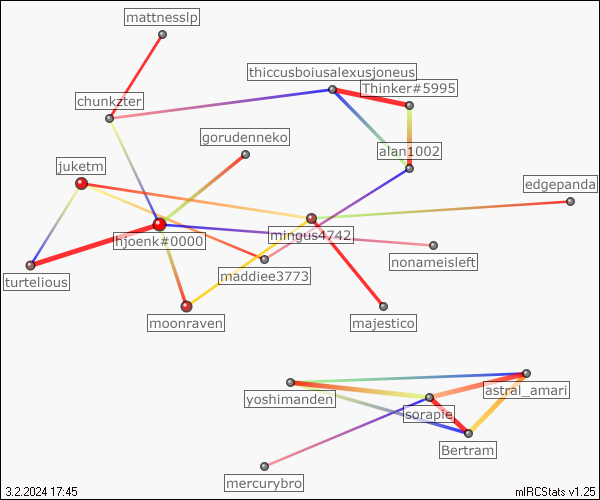 mattnesslp
thiccusboiusalexusjoneus
Thinker#5995
chunkzter
gorudenneko
alan1002
juketm
edgepanda
hjoenk#0000
mingus4742
nonameisleft
maddiee3773
turtelious
moonraven
majestico
astral_amari
yoshimanden
sorapie
Bertram
mercurybro
3.2.2024 17:45
mIRCStats v1.25